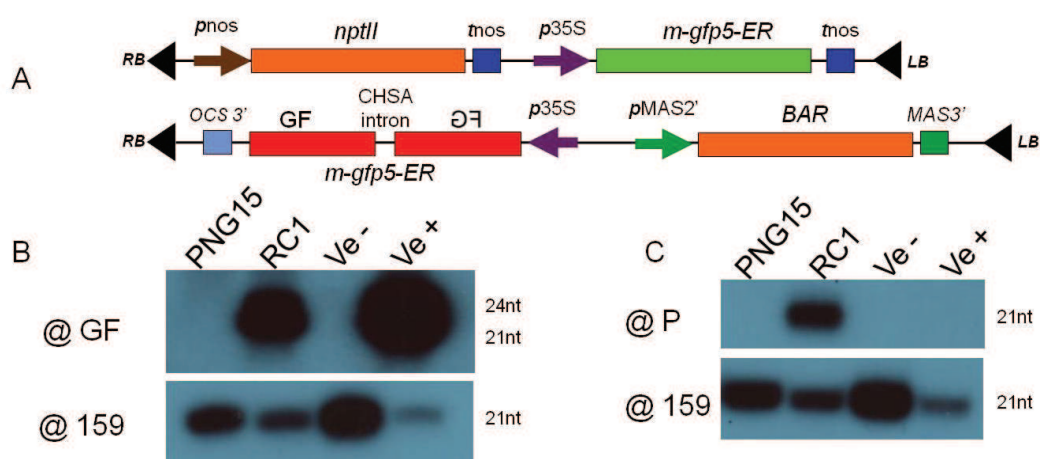 A
pnos nptII tnos p35S m-gfp5-ER tnos
RB LB
OCS 3' GF CHSA intron FG p35S pMAS2' BAR MAS3'
RB LB
m-gfp5-ER
B
PNG15 RC1 Ve - Ve +
@ GF
24nt
21nt
@ 159
21nt
C
PNG15 RC1 Ve - Ve +
@ P
21nt
@ 159
21nt